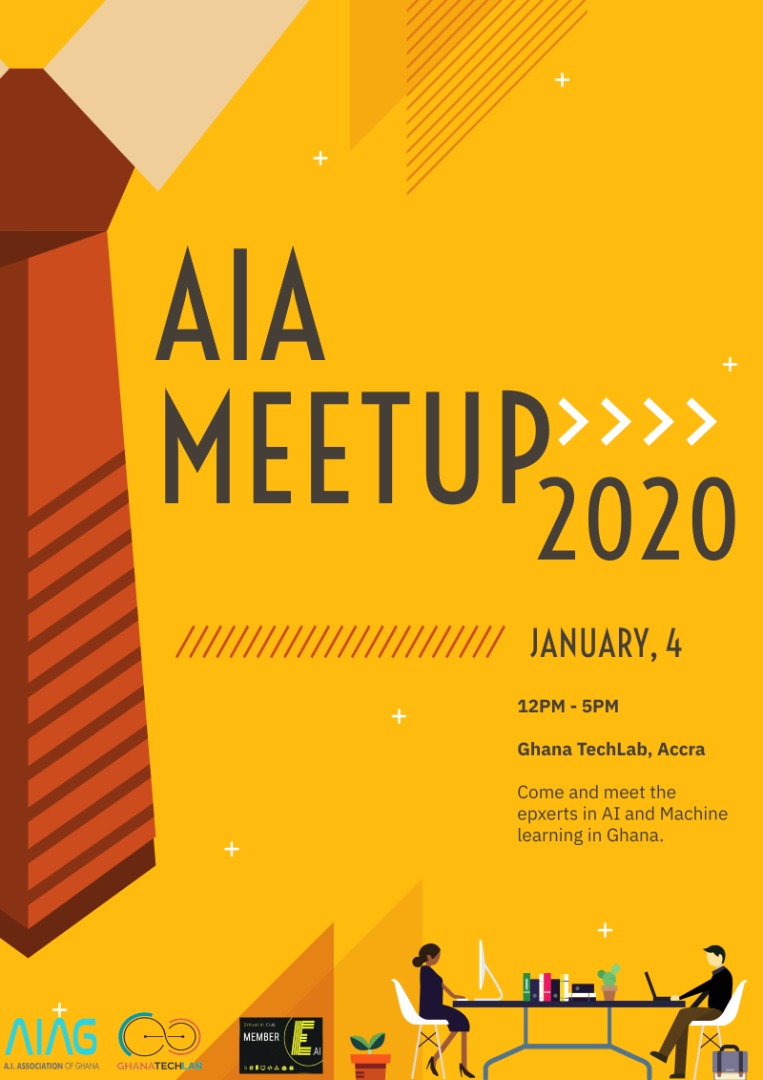 AIA
MEETUP
2020
JANUARY, 4
12PM - 5PM
Ghana TechLab, Accra
Come and meet the
epxerts in AI and Machine
learning in Ghana.
AIAG
A.I. ASSOCIATION OF GHANA
GHANATECHLAB
MEMBER
E
AI